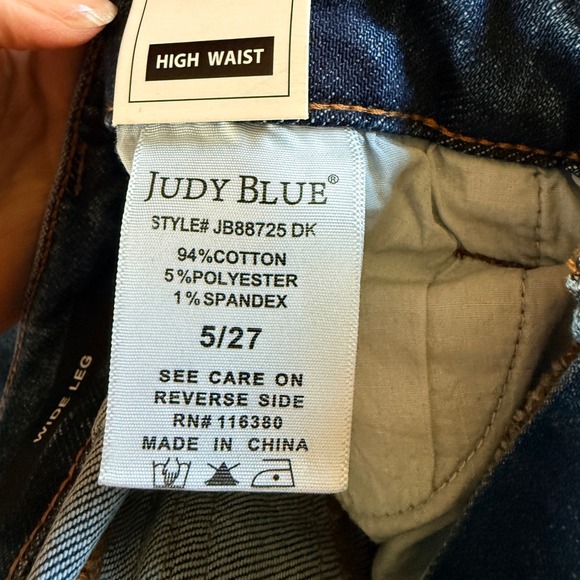 HIGH WAIST
JUDY BLUE®
STYLE# JB88725 DK
94%COTTON
5%POLYESTER
1%SPANDEX
5/27
SEE CARE ON
REVERSE SIDE
RN# 116380
MADE IN CHINA
WIDE LEG